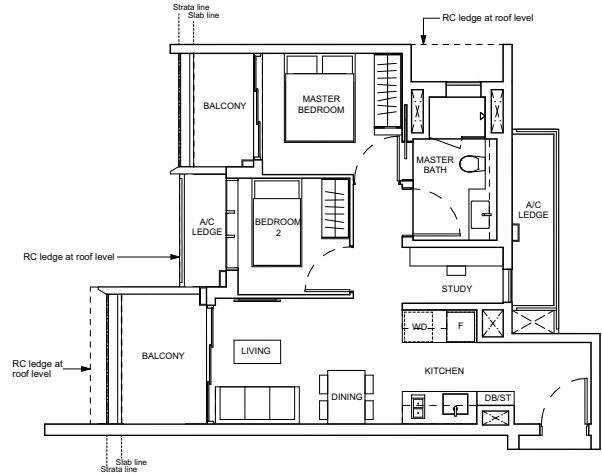 Strata line
Slab line
RC ledge at roof level
BALCONY
MASTER
BEDROOM
MASTER
BATH
A/C
LEDGE
BEDROOM
2
A/C
LEDGE
RC ledge at roof level
STUDY
WD
F
X
BALCONY
LIVING
KITCHEN
RC ledge at
roof level
DINING
DB/ST
Slab line
Strata line